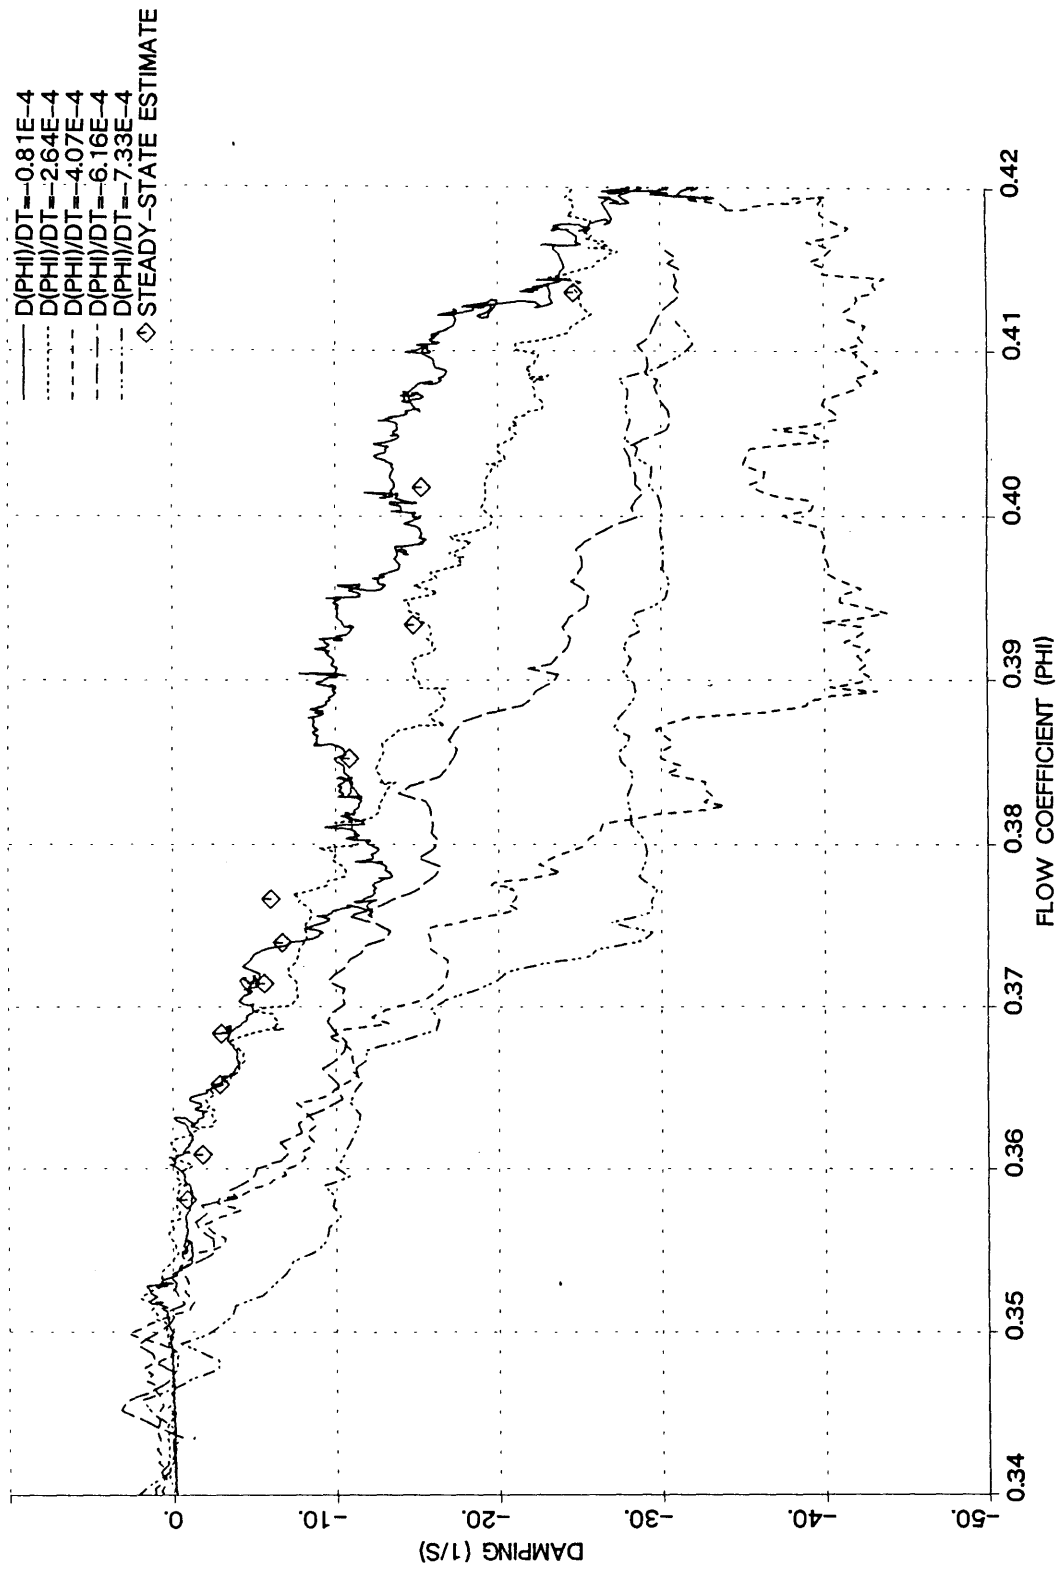 D(PHI)/DT=-0.81E-4
D(PHI)/DT=-2.64E-4
D(PHI)/DT=-4.07E-4
D(PHI)/DT=-6.16E-4
D(PHI)/DT=-7.33E-4
STEADY-STATE ESTIMATE
DAMPING (1/S)
0.
-10.
-20.
-30.
-40.
-50.
0.34
0.35
0.36
0.37
0.38
0.39
0.40
0.41
0.42
FLOW COEFFICIENT (PHI)